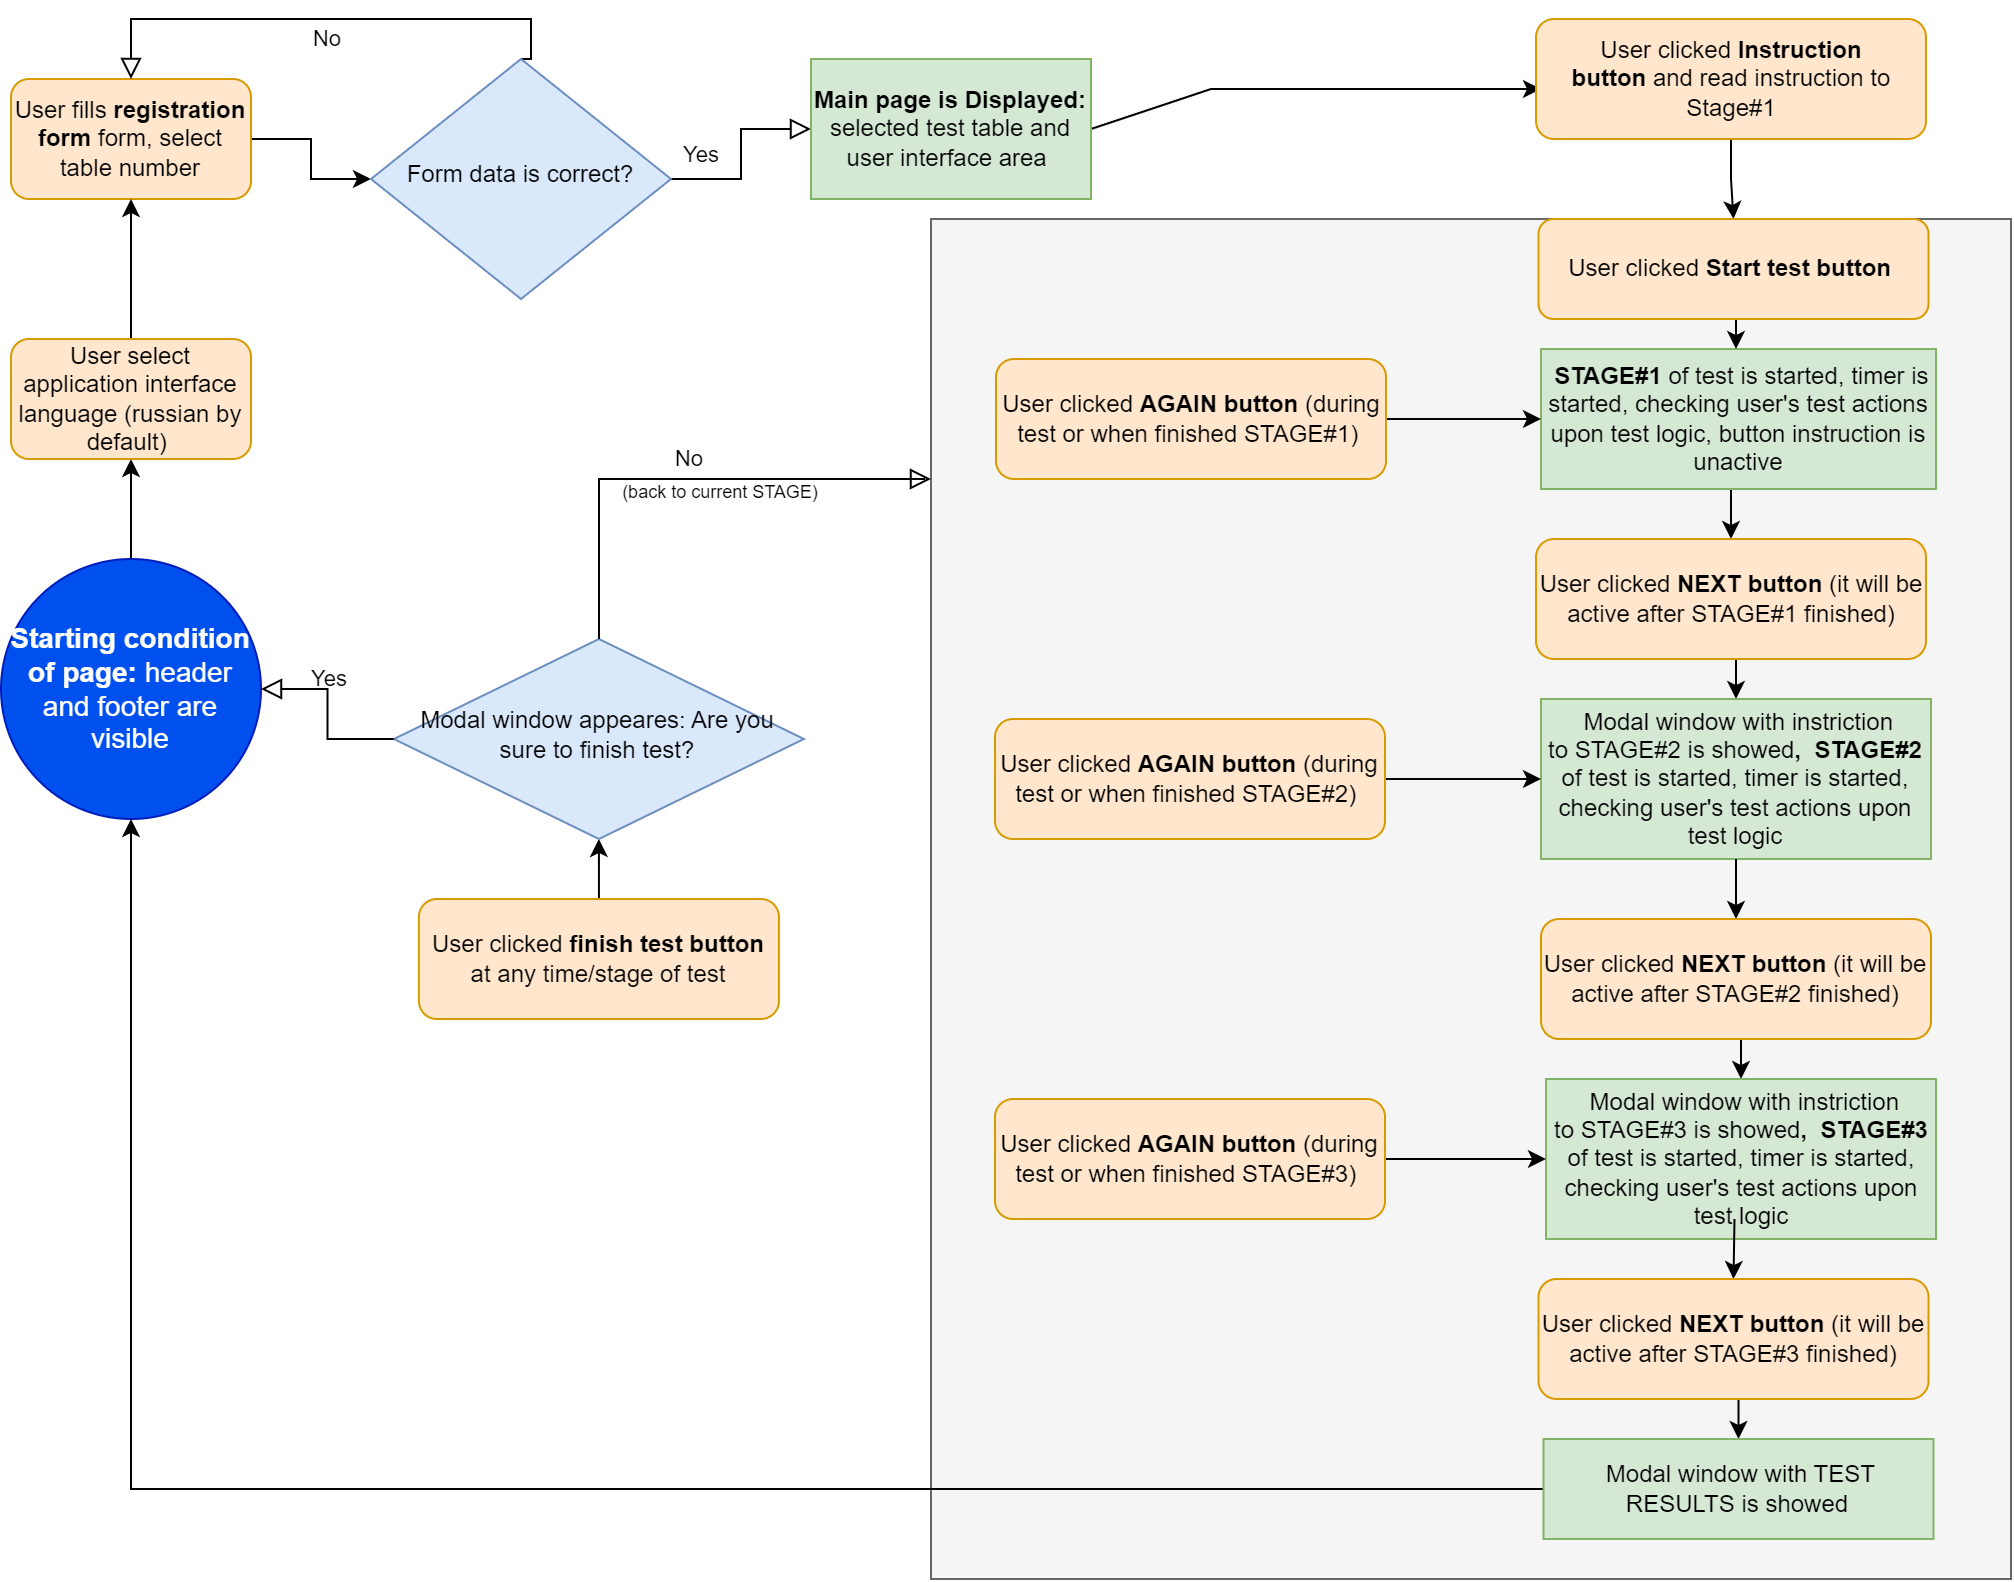 No
User fills registration
form form, select
table number
Form data is correct?
Yes
Main page is Displayed:
selected test table and
user interface area
User clicked Instruction
button and read instruction to
Stage#1
User clicked Start test button
User select
application interface
language (russian by
default)
User clicked AGAIN button (during
test or when finished STAGE#1)
STAGE#1 of test is started, timer is
started, checking user's test actions
upon test logic, button instruction is
unactive
No
(back to current STAGE)
User clicked NEXT button (it will be
active after STAGE#1 finished)
Starting condition
of page: header
and footer are
visible
Yes
Modal window appeares: Are you
sure to finish test?
User clicked AGAIN button (during
test or when finished STAGE#2)
Modal window with instriction
to STAGE#2 is showed, STAGE#2
of test is started, timer is started,
checking user's test actions upon
test logic
User clicked finish test button
at any time/stage of test
User clicked NEXT button (it will be
active after STAGE#2 finished)
User clicked AGAIN button (during
test or when finished STAGE#3)
Modal window with instriction
to STAGE#3 is showed, STAGE#3
of test is started, timer is started,
checking user's test actions upon
test logic
User clicked NEXT button (it will be
active after STAGE#3 finished)
Modal window with TEST
RESULTS is showed